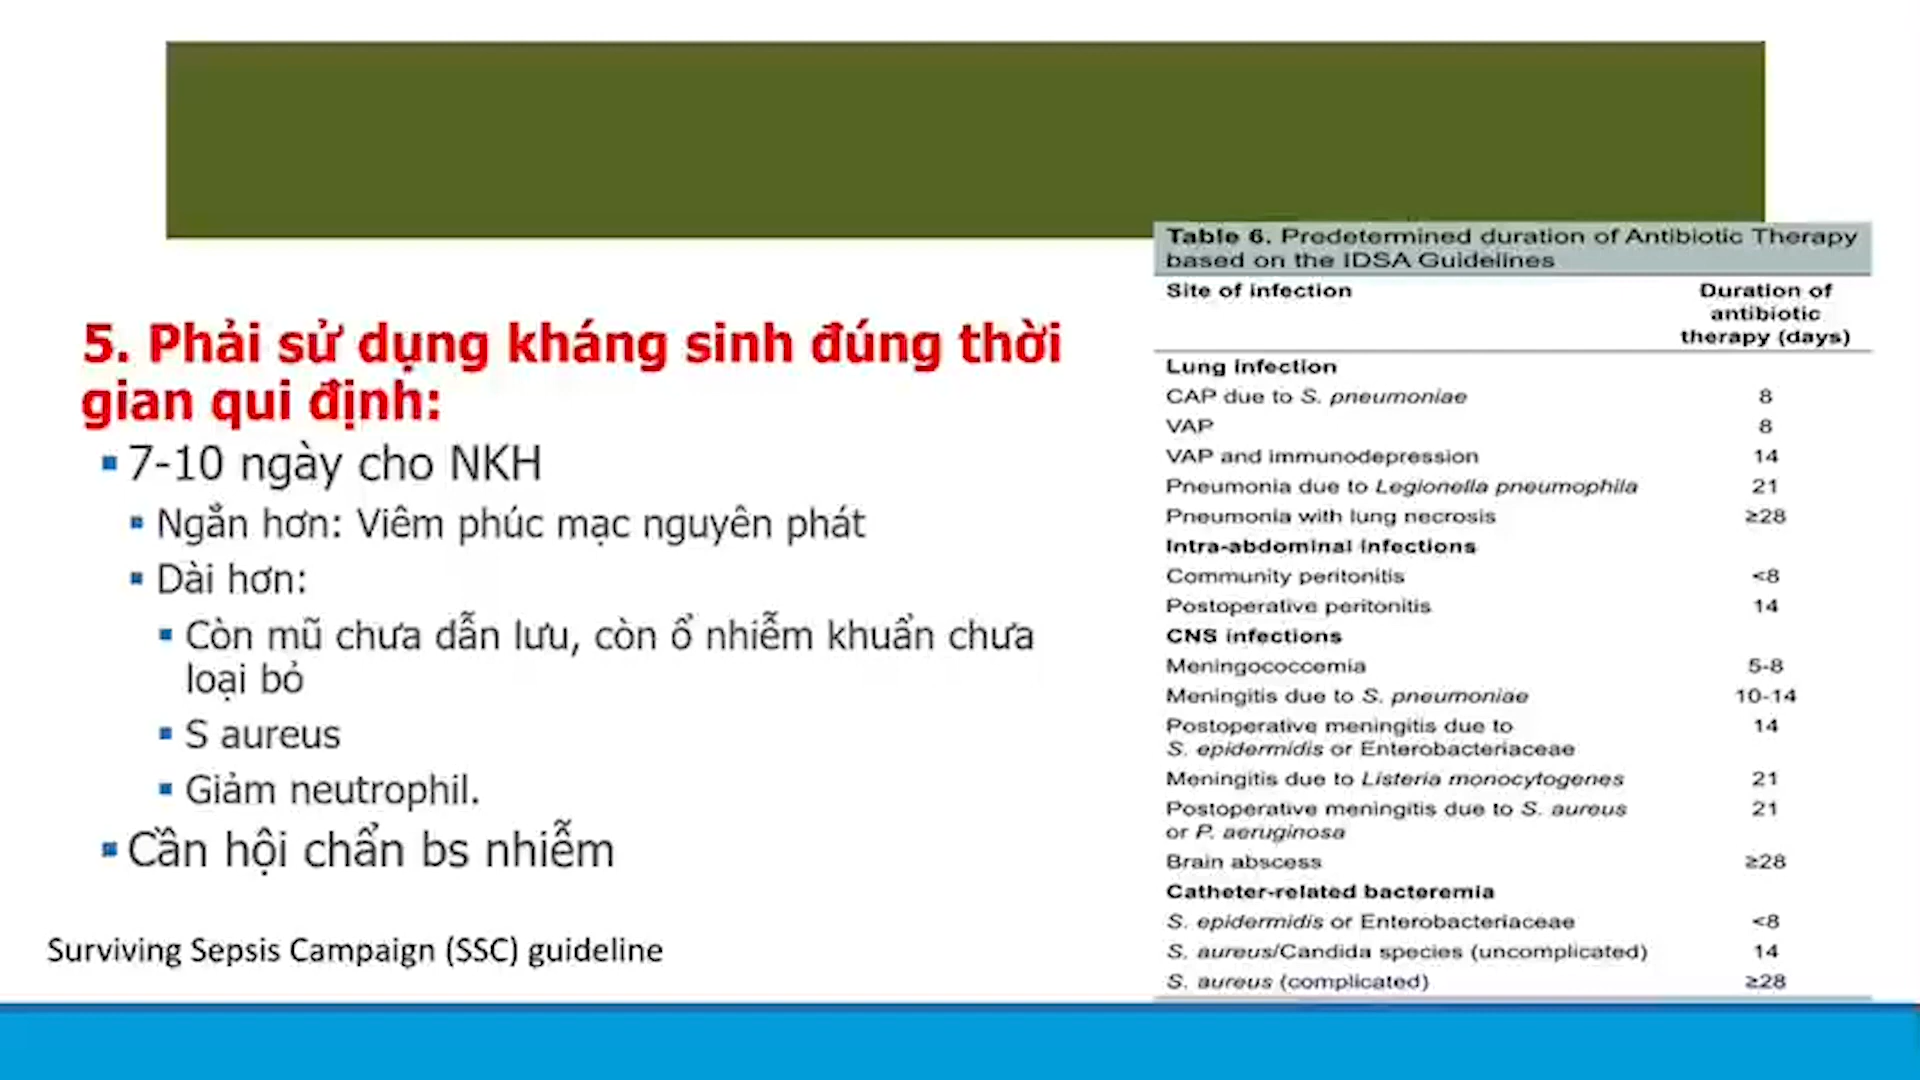 5. Phải sử dụng kháng sinh đúng thời
gian qui định:
7-10 ngày cho NKH
Ngắn hơn: Viêm phúc mạc nguyên phát
Dài hơn:
Còn mũ chưa dẫn lưu, còn ổ nhiễm khuẩn chưa
loại bỏ
S aureus
Giảm neutrophil.
Cần hội chẩn bs nhiễm
Surviving Sepsis Campaign (SSC) guideline
Table 6. Predetermined duration of Antibiotic Therapy
based on the IDSA Guidelines
Site of infection Duration of
antibiotic
therapy (days)
Lung infection
CAP due to S. pneumoniae 8
VAP 8
VAP and immunodepression 14
Pneumonia due to Legionella pneumophila 21
Pneumonia with lung necrosis ≥28
Intra-abdominal infections
Community peritonitis <8
Postoperative peritonitis 14
CNS infections
Meningococcemia 5-8
Meningitis due to S. pneumoniae 10-14
Postoperative meningitis due to 14
S. epidermidis or Enterobacteriaceae
Meningitis due to Listeria monocytogenes 21
Postoperative meningitis due to S. aureus 21
or P. aeruginosa
Brain abscess ≥28
Catheter-related bacteremia
S. epidermidis or Enterobacteriaceae <8
S. aureus/Candida species (uncomplicated) 14
S. aureus (complicated) ≥28